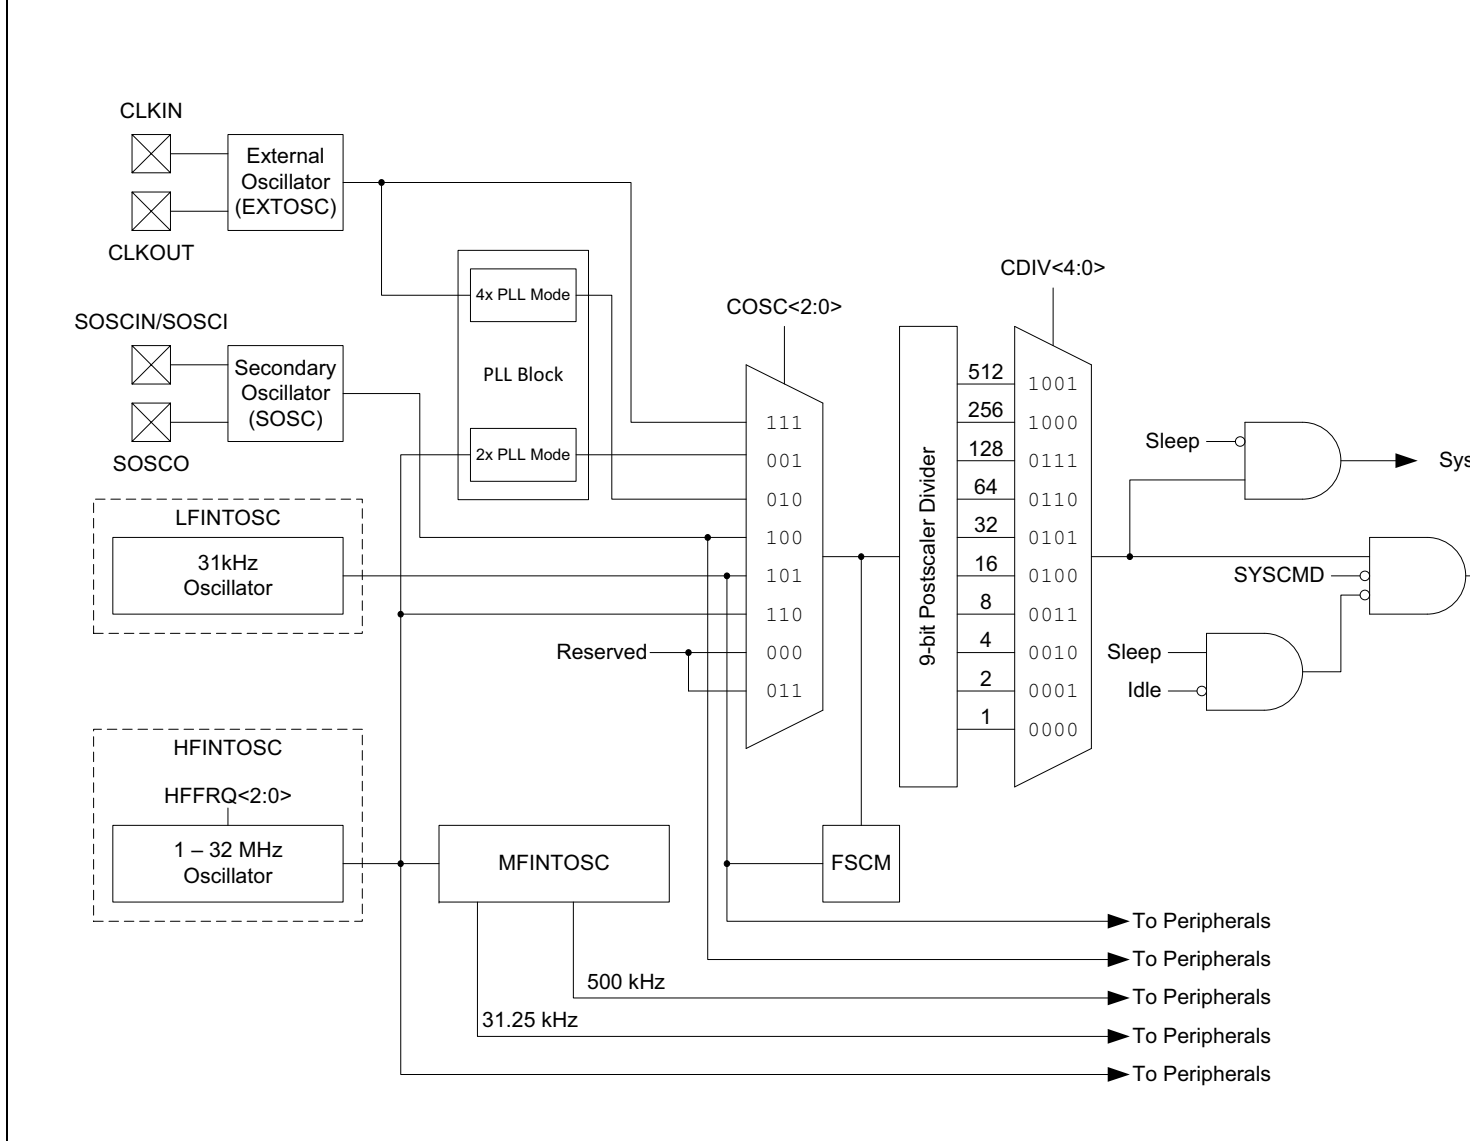 CLKIN
External
Oscillator
(EXTOSC)
CLKOUT
CDIV<4:0>
4x PLL Mode
COSC<2:0>
SOSCIN/SOSCI
Secondary
Oscillator
(SOSC)
PLL Block
SOSCO
2x PLL Mode
111
001
010
100
101
110
000
011
Reserved
9-bit Postscaler Divider
512
256
128
64
32
16
8
4
2
1
1001
1000
0111
0110
0101
0100
0011
0010
0001
0000
Sleep
Sys
SYSCMD
Sleep
Idle
LFINTOSC
31kHz
Oscillator
HFINTOSC
HFFRQ<2:0>
1 – 32 MHz
Oscillator
MFINTOSC
FSCM
To Peripherals
To Peripherals
500 kHz
To Peripherals
31.25 kHz
To Peripherals
To Peripherals